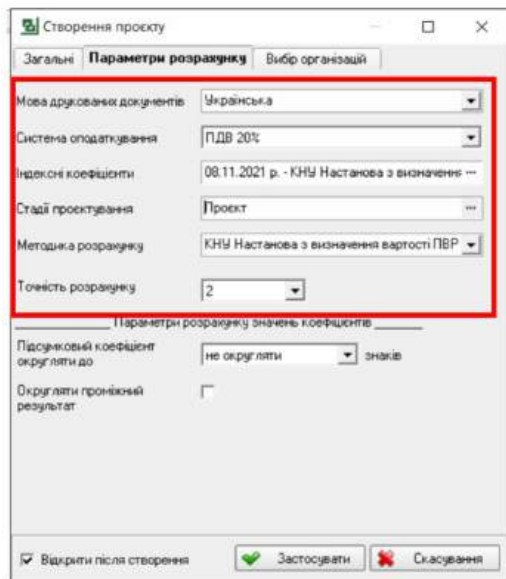 Створення проєкту
Загальні Параметри розрахунку Вибір організацій
Мова друкованих документів Українська
Система оподаткування ПДВ 20%
Індексні коефіцієнти 08.11.2021 р. - КНУ Настанова з визначення ...
Стадії проєктування Проєкт ...
Методика розрахунку КНУ Настанова з визначення вартості ПВР
Точність розрахунку 2
Параметри розрахунку значень коефіцієнтів
Підсумковий коефіцієнт
округляти до не округляти знаків
Округляти проміжний
результат
Відкрити після створення Застосувати Скасування